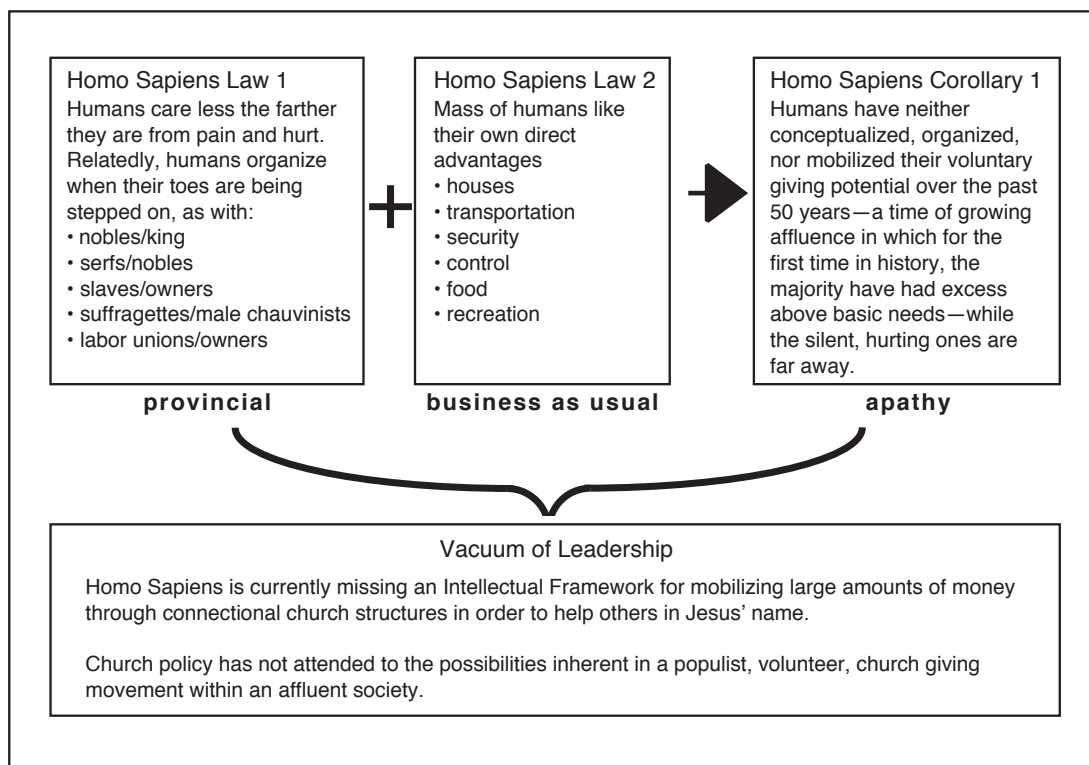 Homo Sapiens Law 1
Humans care less the farther
they are from pain and hurt.
Relatedly, humans organize
when their toes are being
stepped on, as with:
• nobles/king
• serfs/nobles
• slaves/owners
• suffragettes/male chauvinists
• labor unions/owners
provincial
+
Homo Sapiens Law 2
Mass of humans like
their own direct
advantages
• houses
• transportation
• security
• control
• food
• recreation
business as usual
Homo Sapiens Corollary 1
Humans have neither
conceptualized, organized,
nor mobilized their voluntary
giving potential over the past
50 years—a time of growing
affluence in which for the
first time in history, the
majority have had excess
above basic needs—while
the silent, hurting ones are
far away.
apathy
Vacuum of Leadership
Homo Sapiens is currently missing an Intellectual Framework for mobilizing large amounts of money
through connectional church structures in order to help others in Jesus’ name.
Church policy has not attended to the possibilities inherent in a populist, volunteer, church giving
movement within an affluent society.